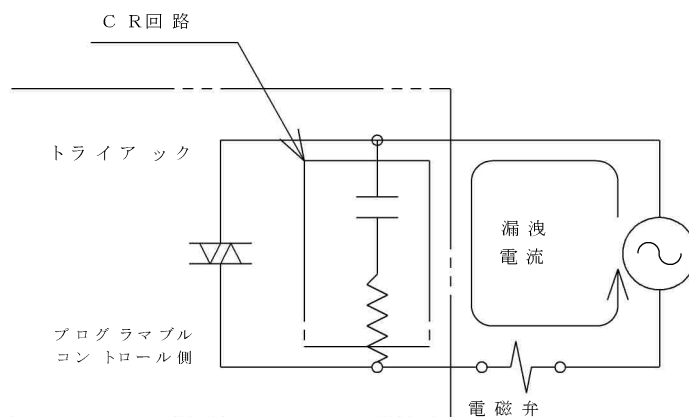 CR回路
トライアック
漏洩
電流
プログラマブル
コントロール側
電磁弁